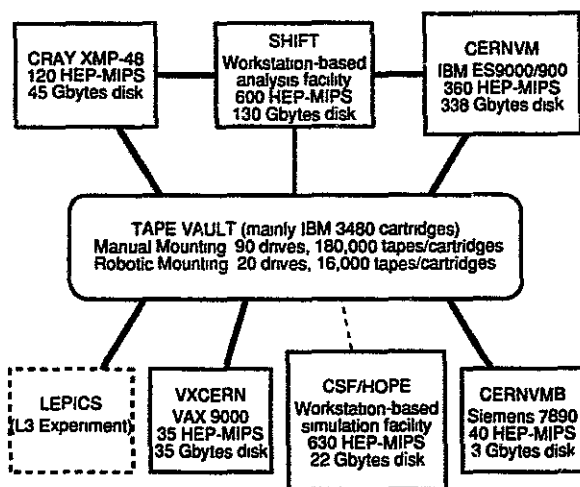 CRAY XMP-48
120 HEP-MIPS
45 Gbytes disk
SHIFT
Workstation-based
analysis facility
600 HEP-MIPS
130 Gbytes disk
CERNVM
IBM ES9000/900
360 HEP-MIPS
338 Gbytes disk
TAPE VAULT (mainly IBM 3480 cartridges)
Manual Mounting 90 drives, 180,000 tapes/cartridges
Robotic Mounting 20 drives, 16,000 tapes/cartridges
LEPICS
(L3 Experiment)
VXCERN
VAX 9000
35 HEP-MIPS
35 Gbytes disk
CSF/HOPE
Workstation-based
simulation facility
630 HEP-MIPS
22 Gbytes disk
CERNVMB
Siemens 7890
40 HEP-MIPS
3 Gbytes disk